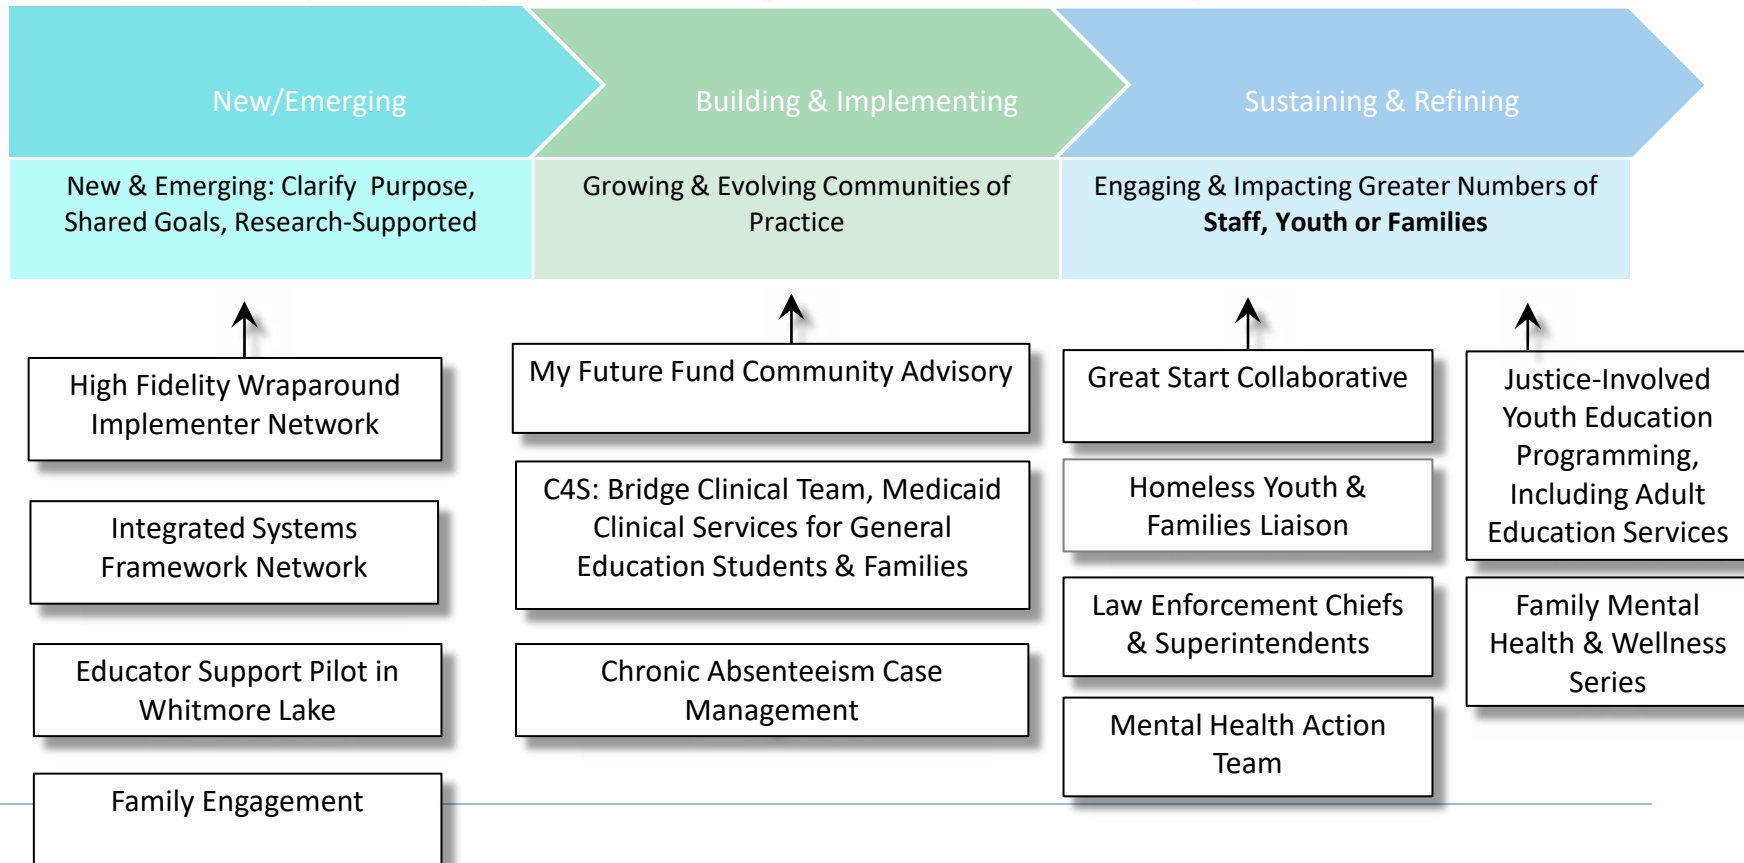 New/Emerging
Building & Implementing
Sustaining & Refining
New & Emerging: Clarify Purpose,
Shared Goals, Research-Supported
Growing & Evolving Communities of
Practice
Engaging & Impacting Greater Numbers of
Staff, Youth or Families
High Fidelity Wraparound
Implementer Network
Integrated Systems
Framework Network
Educator Support Pilot in
Whitmore Lake
Family Engagement
My Future Fund Community Advisory
C4S: Bridge Clinical Team, Medicaid
Clinical Services for General
Education Students & Families
Chronic Absenteeism Case
Management
Great Start Collaborative
Homeless Youth &
Families Liaison
Law Enforcement Chiefs
& Superintendents
Mental Health Action
Team
Justice-Involved
Youth Education
Programming,
Including Adult
Education Services
Family Mental
Health & Wellness
Series